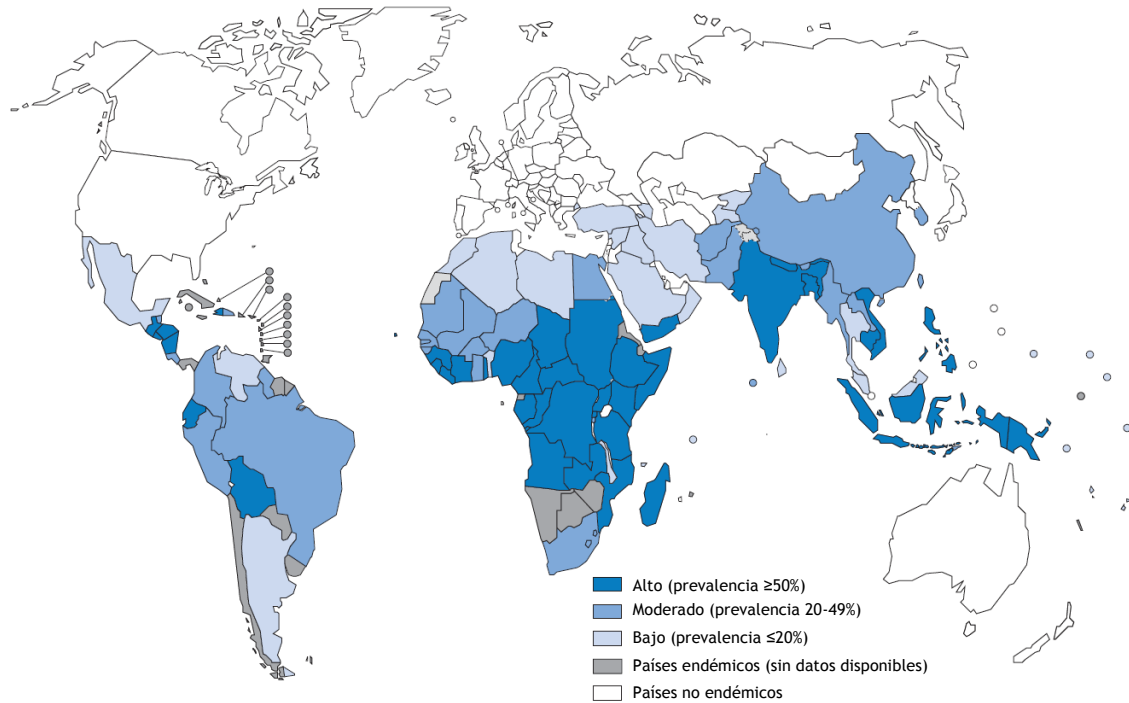 Alto (prevalencia ≥50%)
Moderado (prevalencia 20-49%)
Bajo (prevalencia ≤20%)
Países endémicos (sin datos disponibles)
Países no endémicos